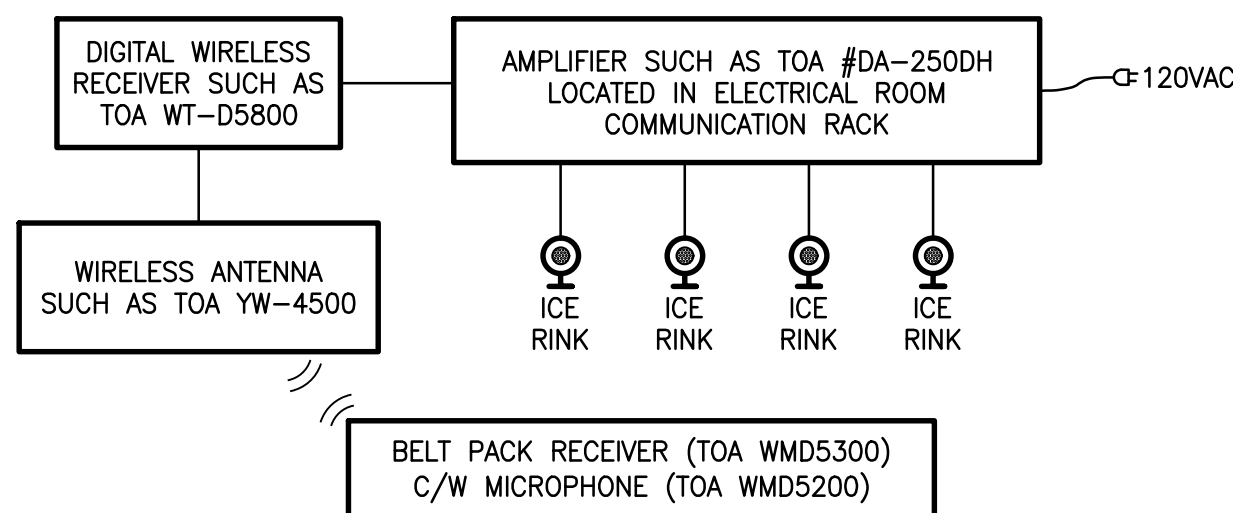 DIGITAL WIRELESS
RECEIVER SUCH AS
TOA WT-D5800
AMPLIFIER SUCH AS TOA #DA-250DH
LOCATED IN ELECTRICAL ROOM
COMMUNICATION RACK
120VAC
WIRELESS ANTENNA
SUCH AS TOA YW-4500
ICE
RINK
ICE
RINK
ICE
RINK
ICE
RINK
BELT PACK RECEIVER (TOA WMD5300)
C/W MICROPHONE (TOA WMD5200)